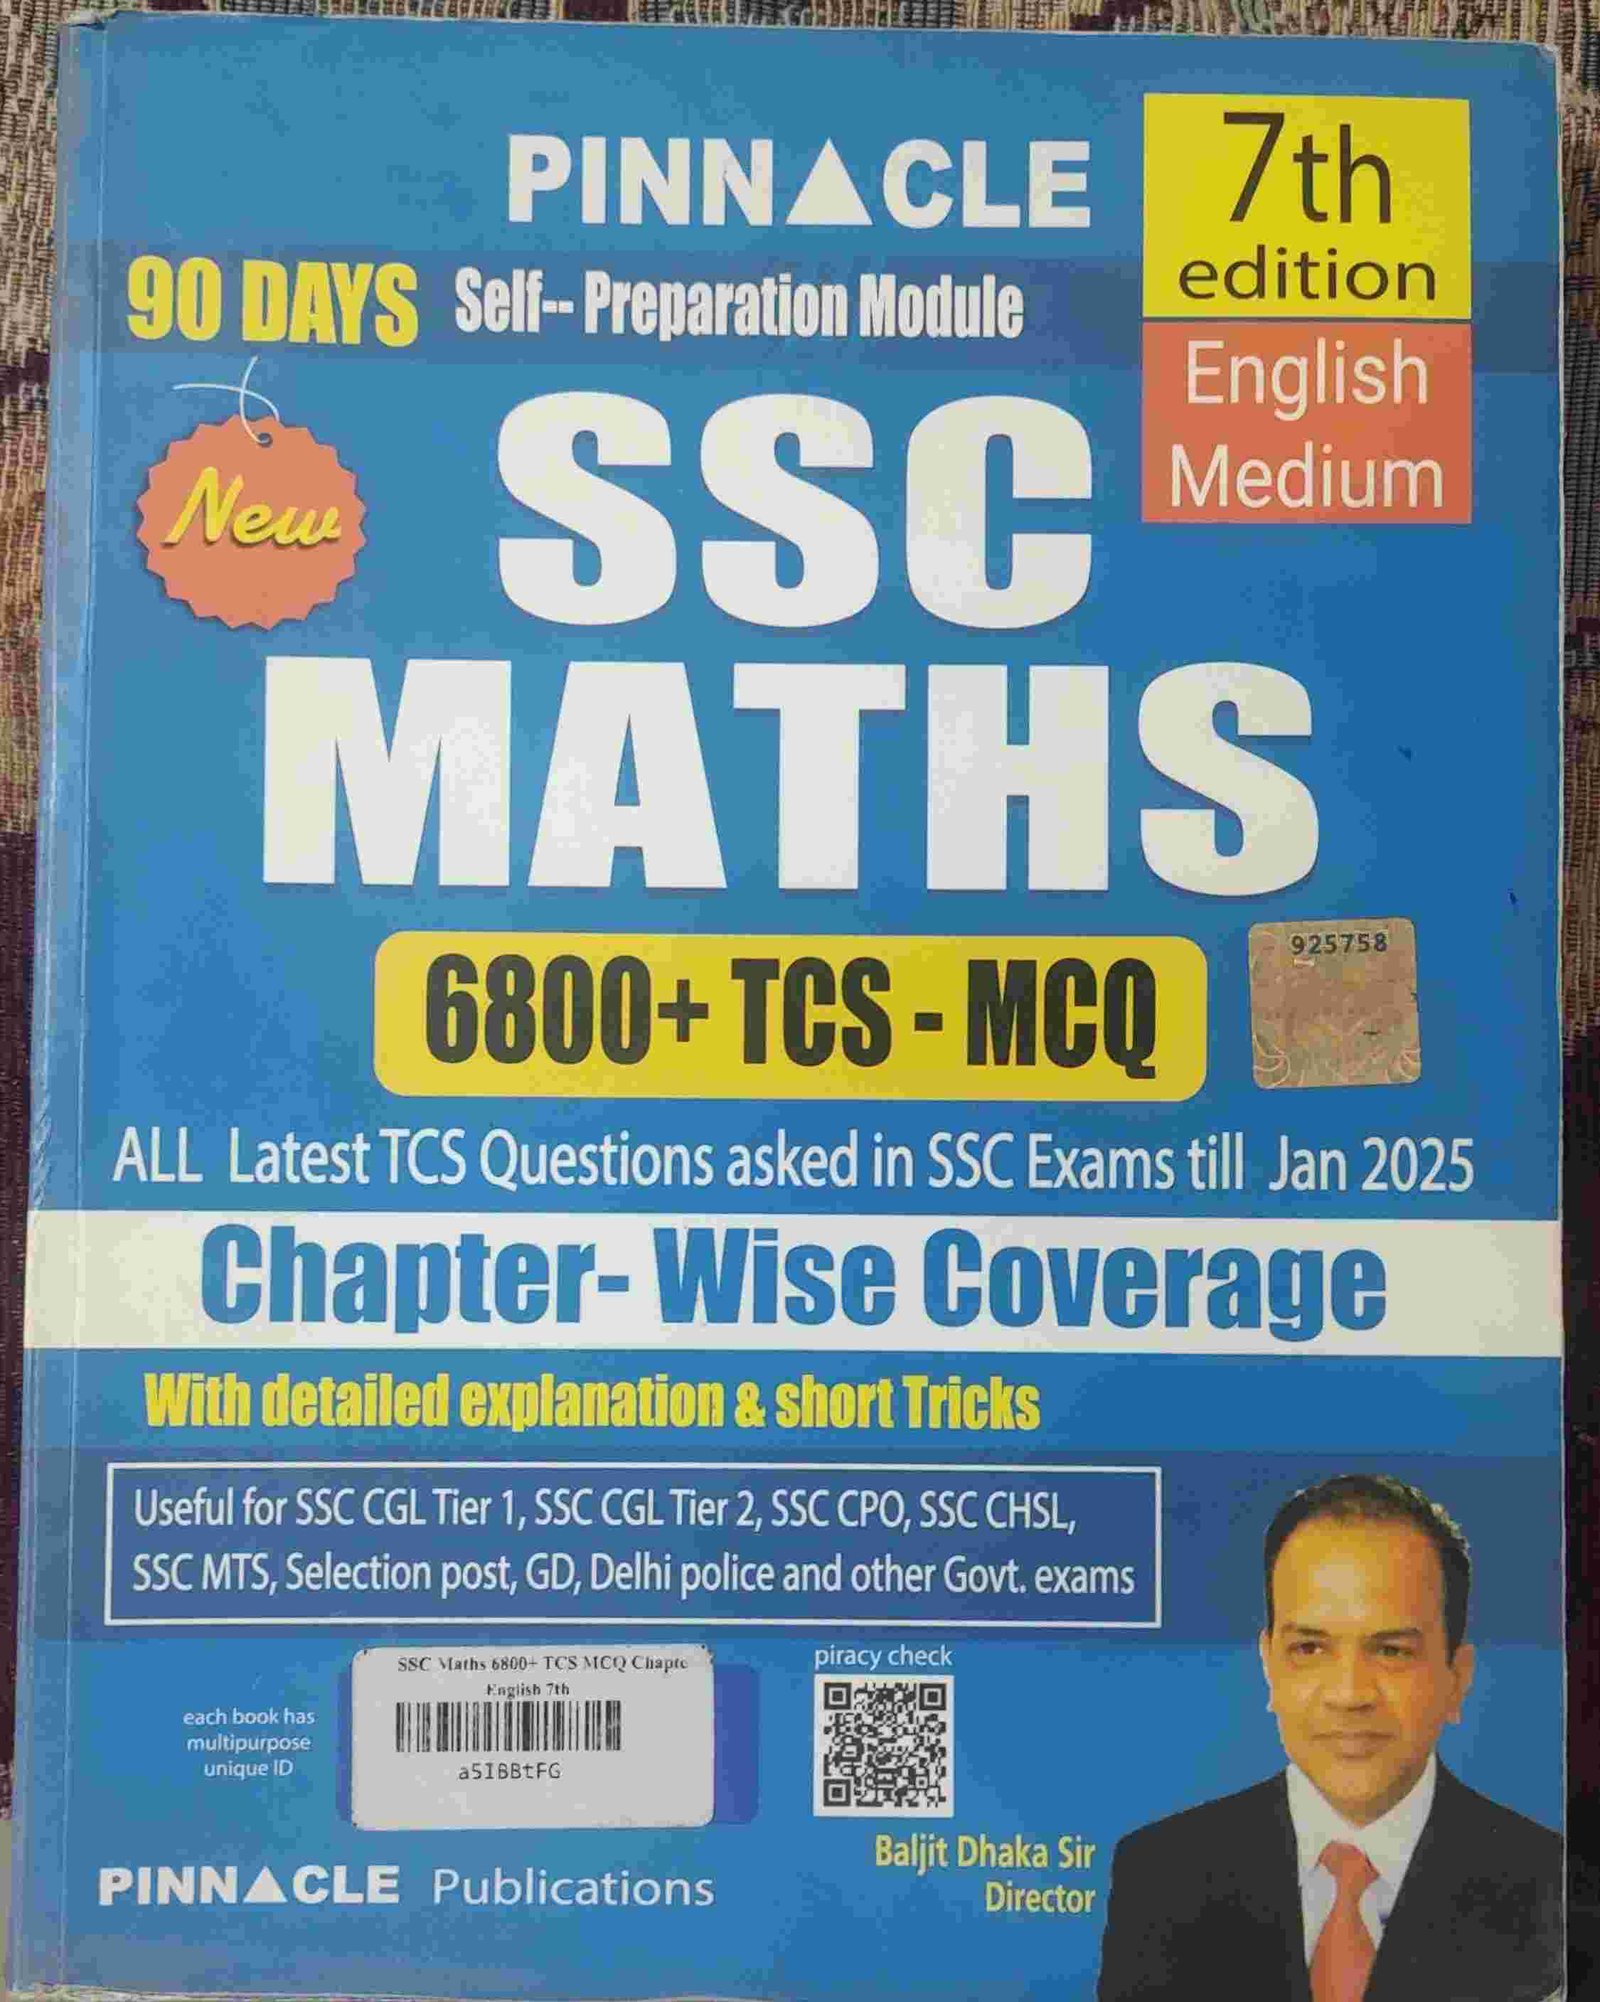 PINNACLE
7th
edition
English
Medium
90 DAYS Self-- Preparation Module
New
SSC
MATHS
6800+ TCS - MCQ
925758
ALL Latest TCS Questions asked in SSC Exams till Jan 2025
Chapter- Wise Coverage
With detailed explanation & short Tricks
Useful for SSC CGL Tier 1, SSC CGL Tier 2, SSC CPO, SSC CHSL,
SSC MTS, Selection post, GD, Delhi police and other Govt. exams
each book has
multipurpose
unique ID
SSC Maths 6800+ TCS MCQ Chapte
English 7th
a5IBBtFG
piracy check
Baljit Dhaka Sir
Director
PINNACLE Publications